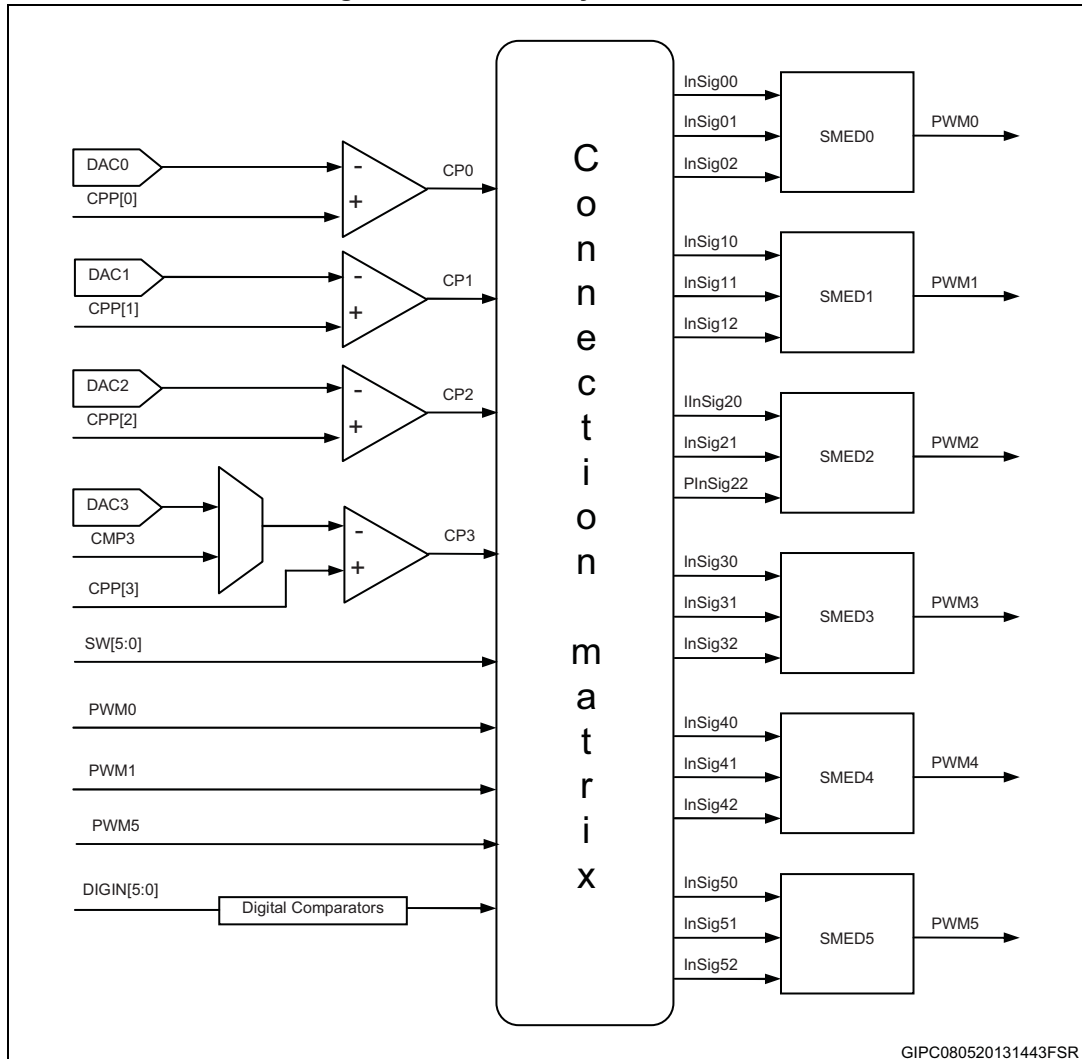 DAC0
CPP[0]
-
+
CP0
DAC1
CPP[1]
-
+
CP1
DAC2
CPP[2]
-
+
CP2
DAC3
CMP3
CPP[3]
-
+
CP3
SW[5:0]
PWM0
PWM1
PWM5
DIGIN[5:0]
Digital Comparators
Connection matrix
InSig00
InSig01
InSig02
SMED0
PWM0
InSig10
InSig11
InSig12
SMED1
PWM1
IInSig20
InSig21
PInSig22
SMED2
PWM2
InSig30
InSig31
InSig32
SMED3
PWM3
InSig40
InSig41
InSig42
SMED4
PWM4
InSig50
InSig51
InSig52
SMED5
PWM5
GIPC080520131443FSR